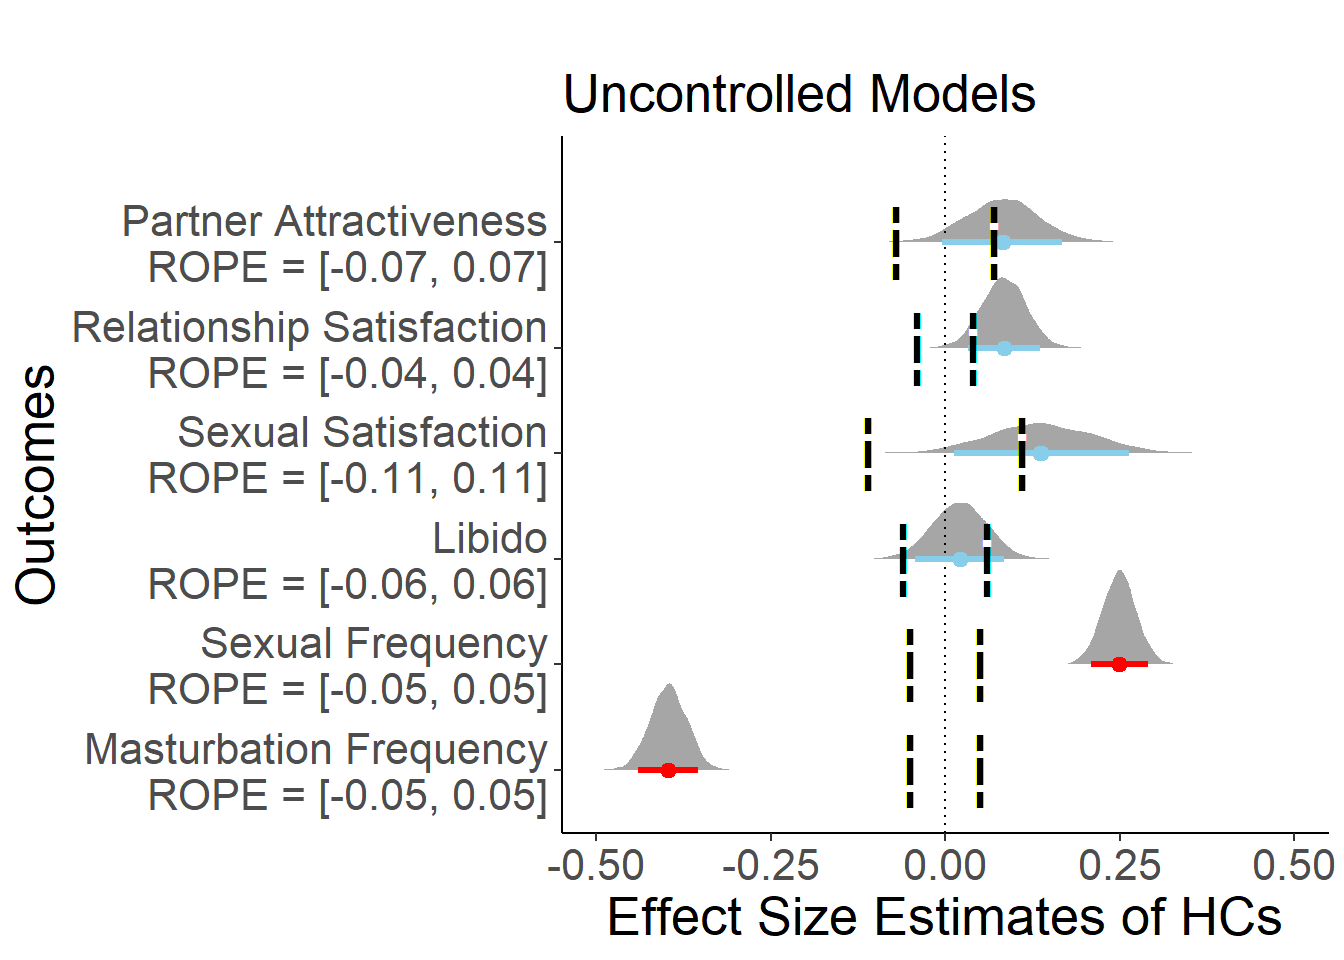 Uncontrolled Models
Partner Attractiveness
ROPE = [-0.07, 0.07]
Relationship Satisfaction
ROPE = [-0.04, 0.04]
Sexual Satisfaction
ROPE = [-0.11, 0.11]
Libido
ROPE = [-0.06, 0.06]
Sexual Frequency
ROPE = [-0.05, 0.05]
Masturbation Frequency
ROPE = [-0.05, 0.05]
Outcomes
-0.50 -0.25 0.00 0.25 0.50
Effect Size Estimates of HCs